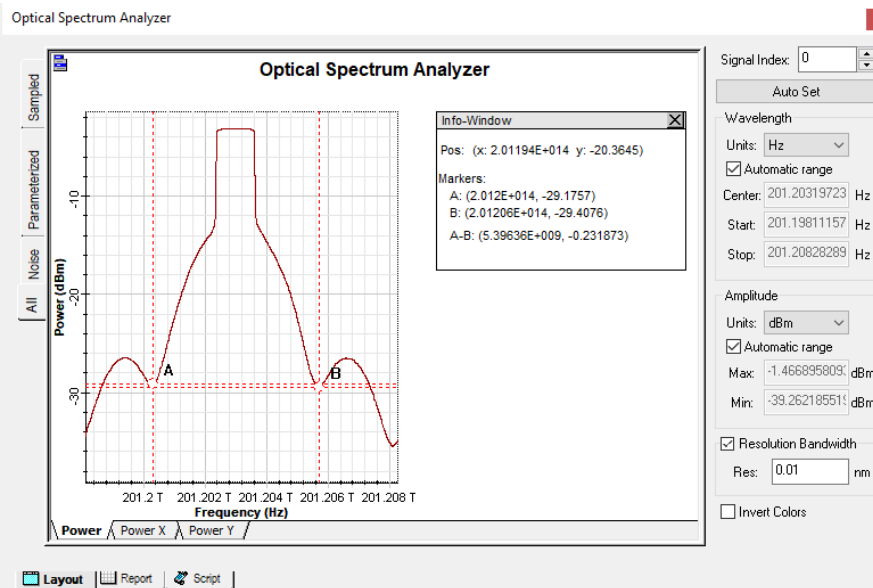 Optical Spectrum Analyzer
Sampled
Parameterized
Noise
All
Optical Spectrum Analyzer
Power (dBm)
-10
-20
-30
A
B
201.2 T 201.202 T 201.204 T 201.206 T 201.208 T
Frequency (Hz)
Info-Window
Pos: (x: 2.01194E+014 y: -20.3645)
Markers:
A: (2.012E+014, -29.1757)
B: (2.01206E+014, -29.4076)
A-B: (5.39636E+009, -0.231873)
Power Power X Power Y
Layout Report Script
Signal Index: 0
Auto Set
Wavelength
Units: Hz
Automatic range
Center: 201.20319723 Hz
Start: 201.19811157 Hz
Stop: 201.20828289 Hz
Amplitude
Units: dBm
Automatic range
Max: -1.466895809 dBm
Min: -39.26218551 dBm
Resolution Bandwidth
Res: 0.01 nm
Invert Colors